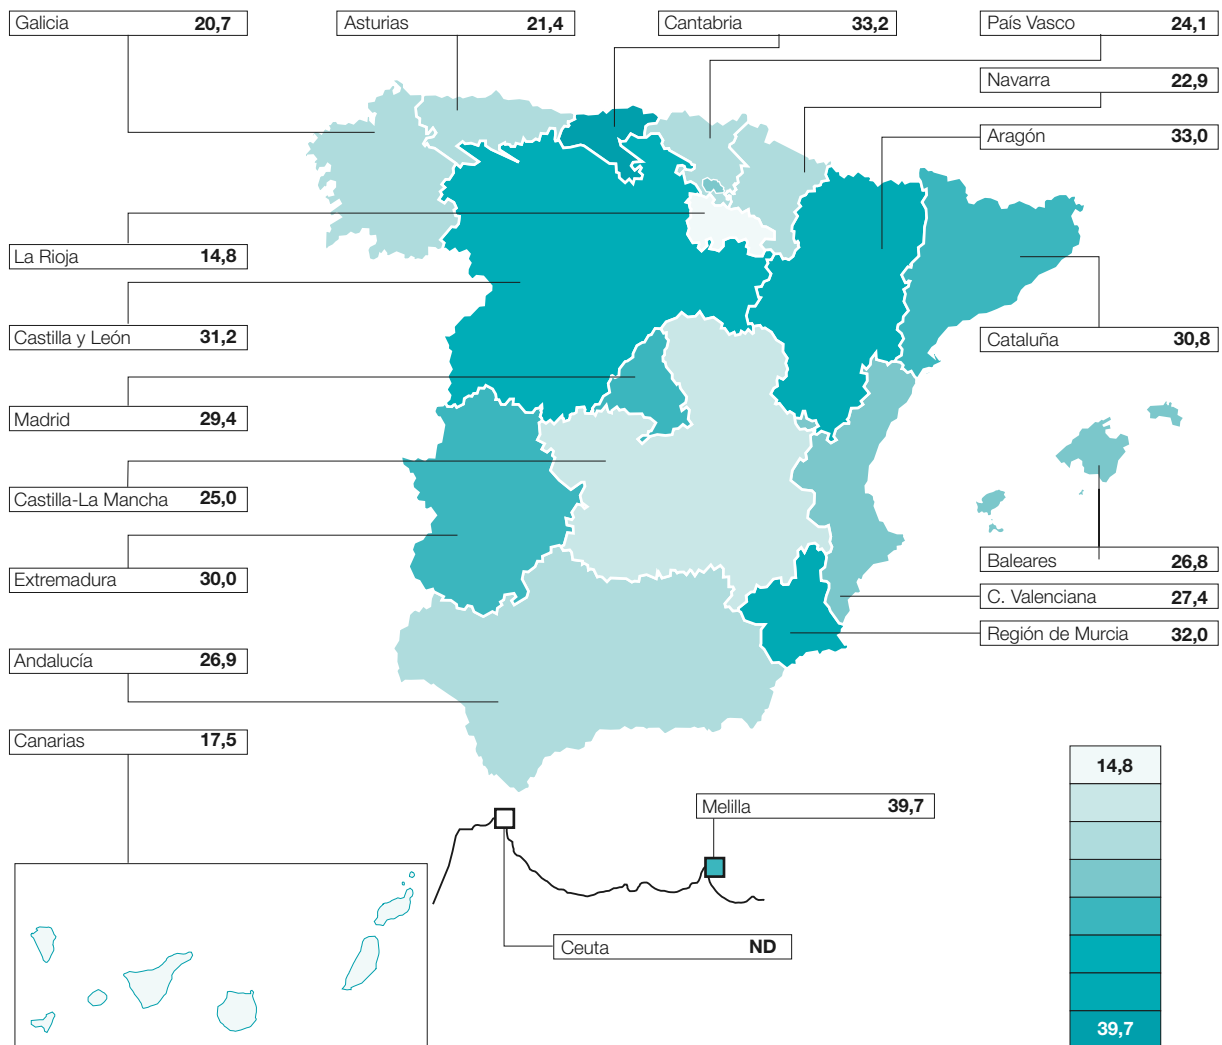 Galicia 20,7
Asturias 21,4
Cantabria 33,2
País Vasco 24,1
Navarra 22,9
Aragón 33,0
La Rioja 14,8
Castilla y León 31,2
Cataluña 30,8
Madrid 29,4
Castilla-La Mancha 25,0
Extremadura 30,0
Baleares 26,8
C. Valenciana 27,4
Región de Murcia 32,0
Andalucía 26,9
Canarias 17,5
14,8
Melilla 39,7
Ceuta ND
39,7